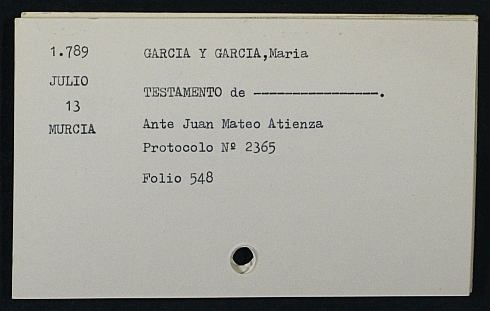 1.789 GARCIA Y GARCIA,Maria
JULIO
TESTAMENTO de ----------------.
13
MURCIA Ante Juan Mateo Atienza
Protocolo Nº 2365
Folio 548